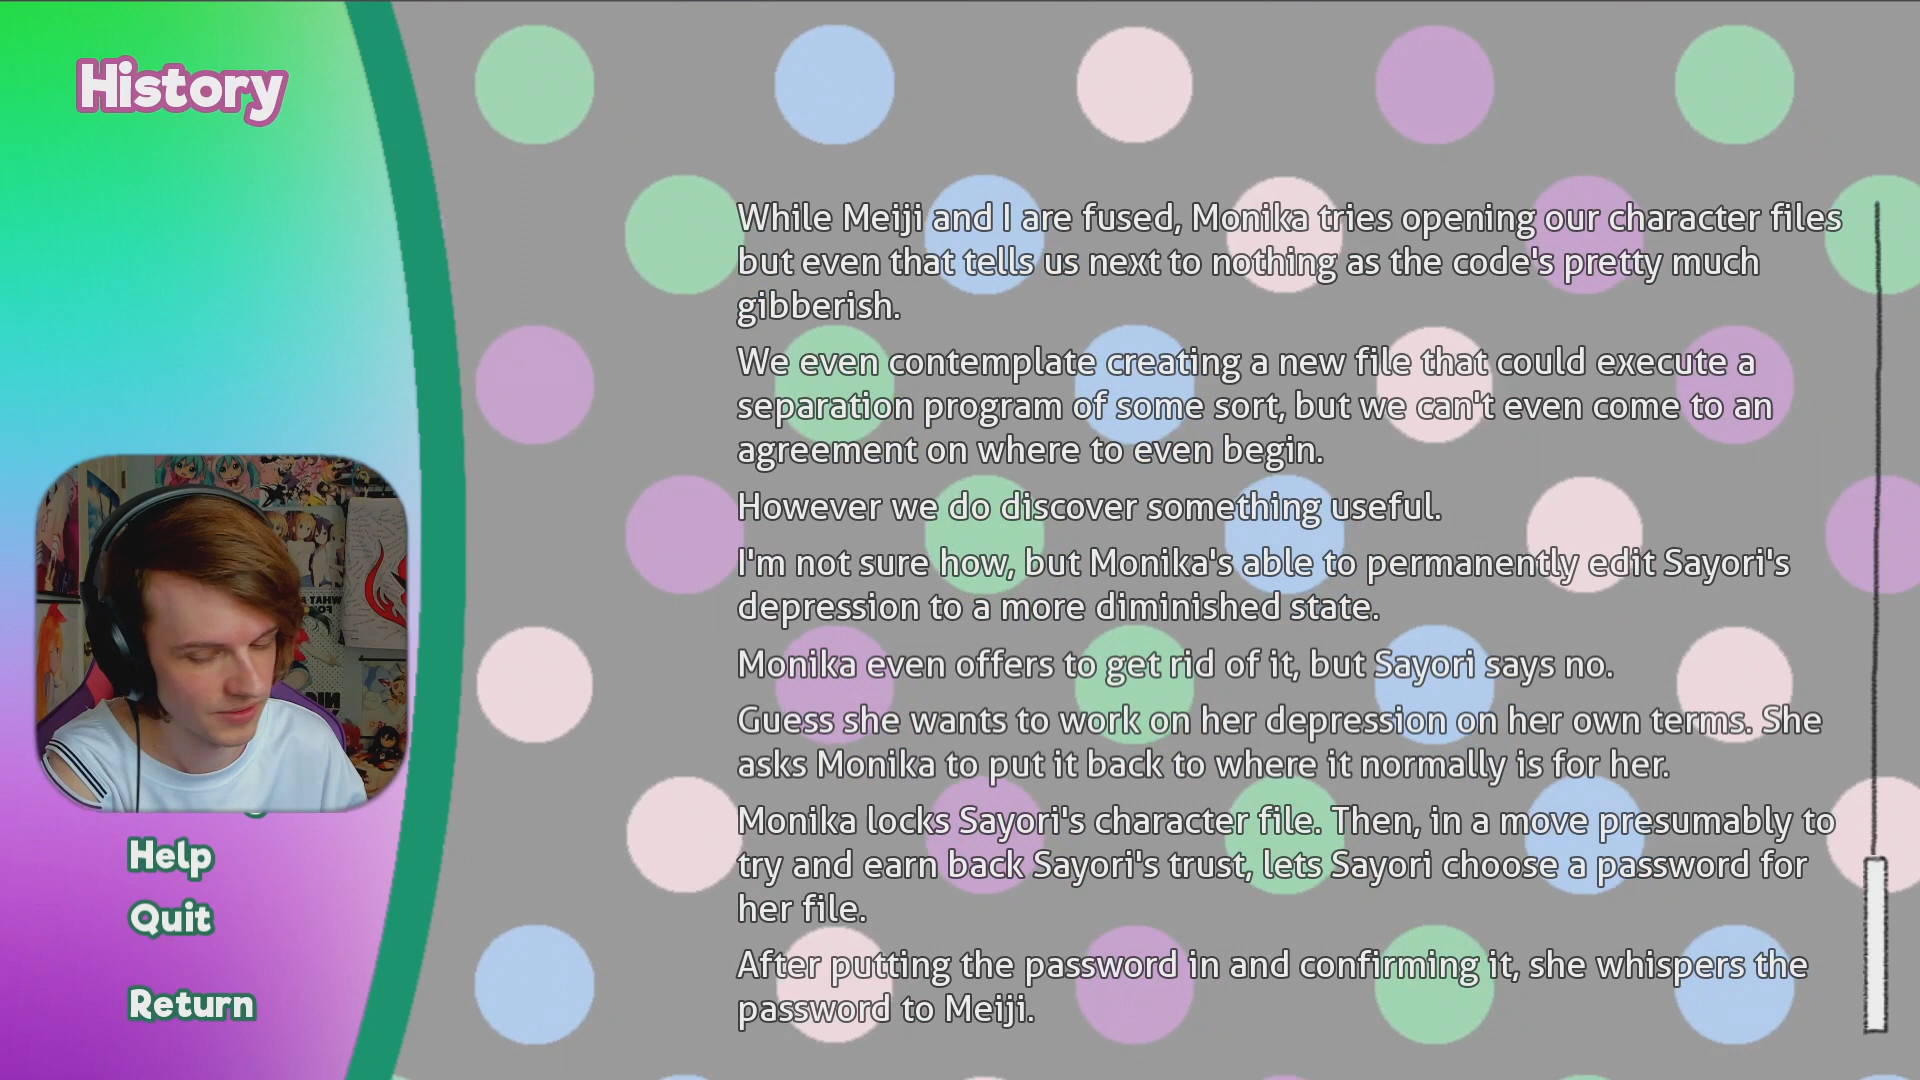 History
While Meiji and I are fused, Monika tries opening our character files
but even that tells us next to nothing as the code's pretty much
gibberish.
We even contemplate creating a new file that could execute a
separation program of some sort, but we can't even come to an
agreement on where to even begin.
However we do discover something useful.
I'm not sure how, but Monika's able to permanently edit Sayori's
depression to a more diminished state.
Monika even offers to get rid of it, but Sayori says no.
Guess she wants to work on her depression on her own terms. She
asks Monika to put it back to where it normally is for her.
Monika locks Sayori's character file. Then, in a move presumably to
try and earn back Sayori's trust, lets Sayori choose a password for
her file.
After putting the password in and confirming it, she whispers the
password to Meiji.
Help
Quit
Return